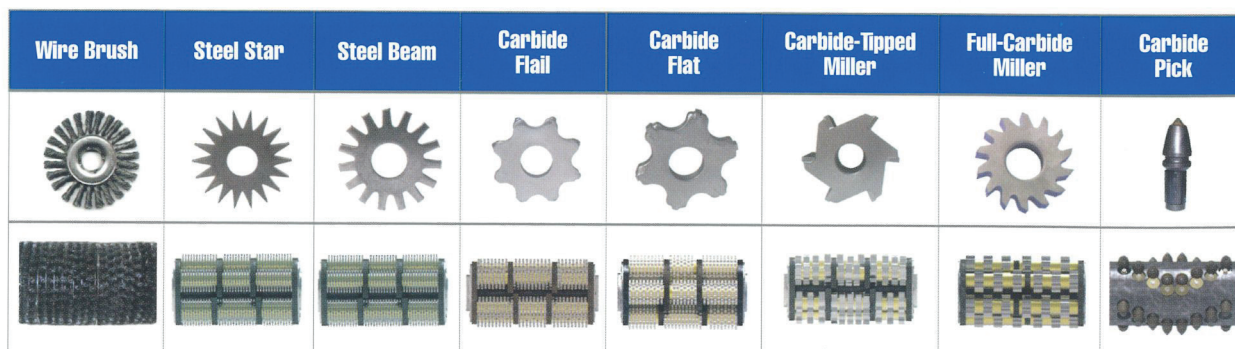 Wire Brush
Steel Star
Steel Beam
Carbide
Flail
Carbide
Flat
Carbide-Tipped
Miller
Full-Carbide
Miller
Carbide
Pick